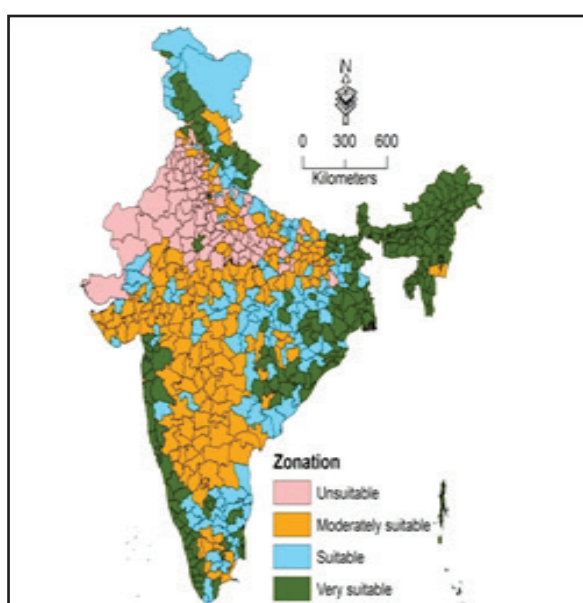 N
0 300 600
Kilometers
Zonation
Unsuitable
Moderately suitable
Suitable
Very suitable